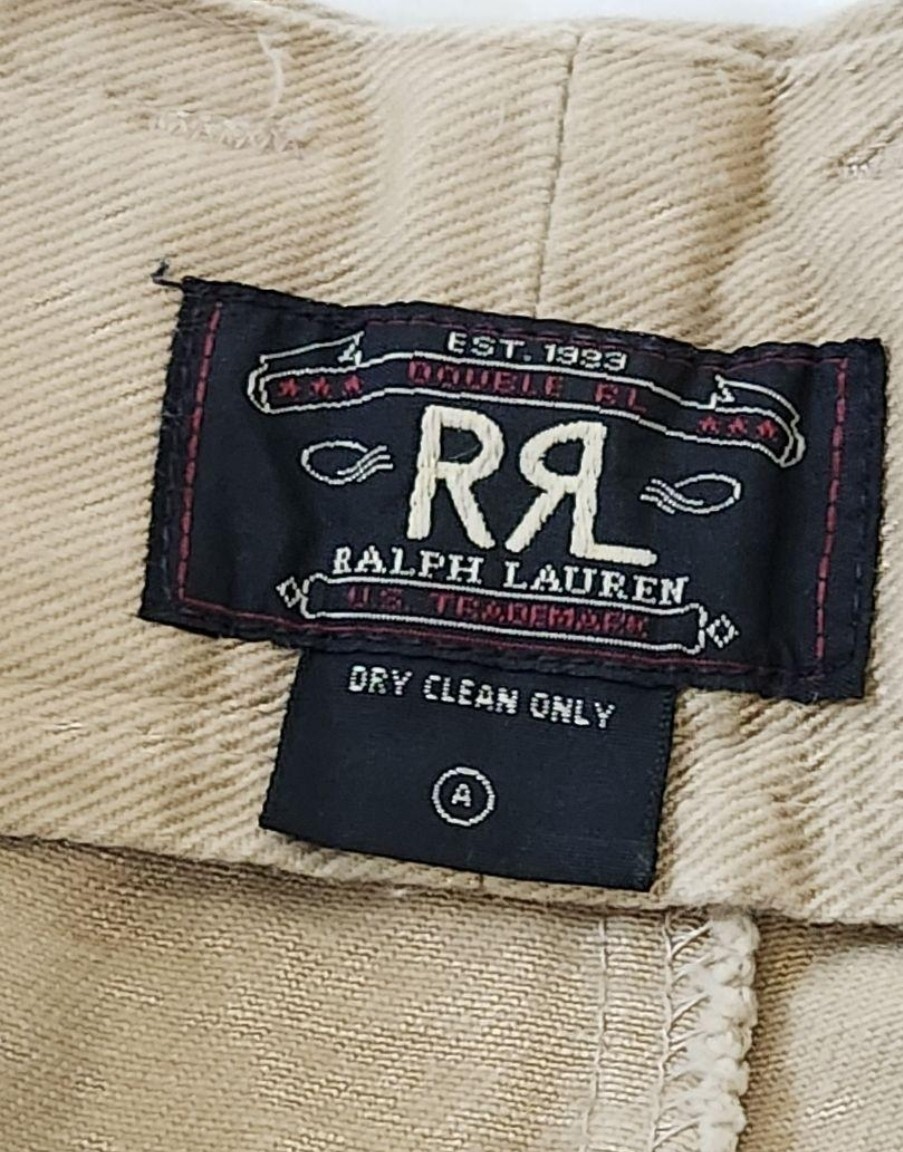 EST. 1993
DOUBLE RL
RRL
RALPH LAUREN
U.S. TRADEMARK
DRY CLEAN ONLY
A